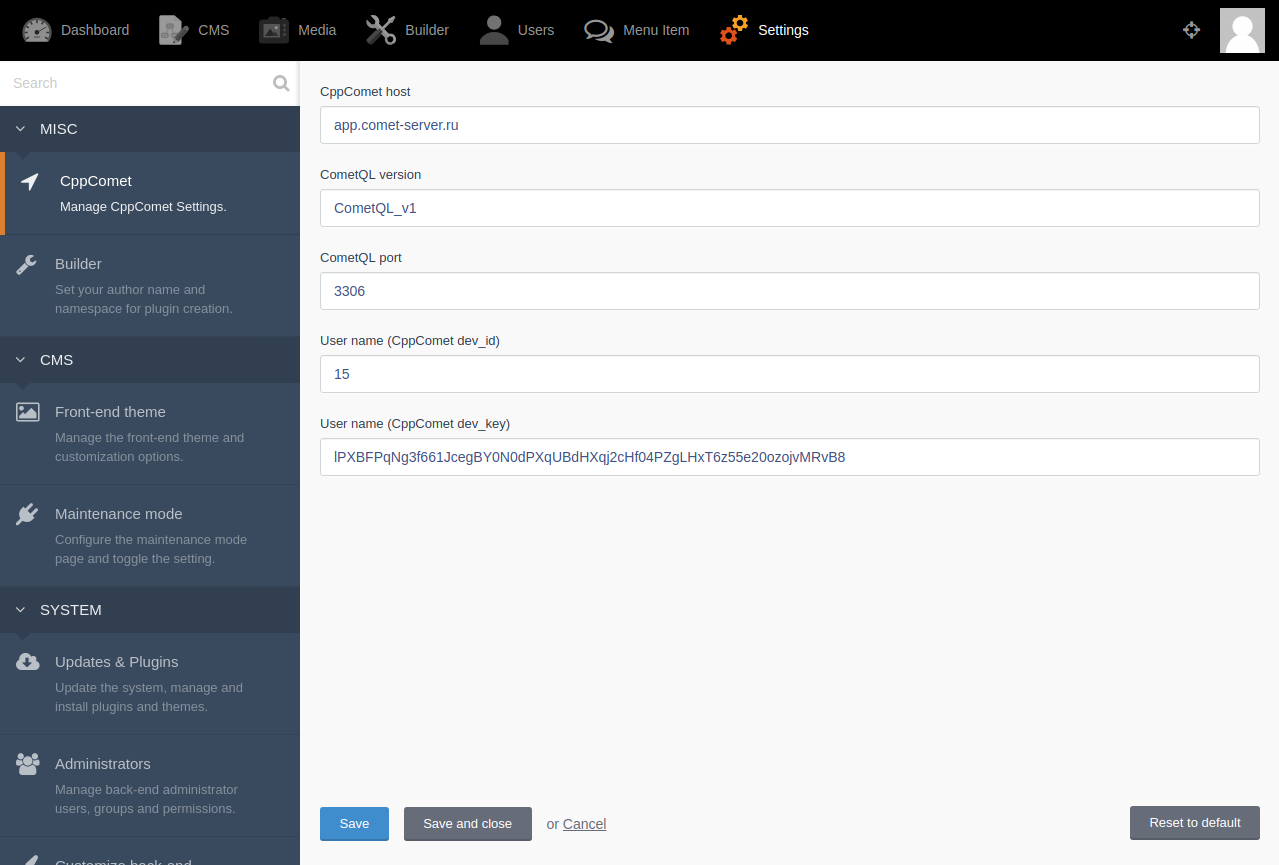 Dashboard CMS Media Builder Users Menu Item Settings
Search
MISC
CppComet
Manage CppComet Settings.
Builder
Set your author name and
namespace for plugin creation.
CMS
Front-end theme
Manage the front-end theme and
customization options.
Maintenance mode
Configure the maintenance mode
page and toggle the setting.
SYSTEM
Updates & Plugins
Update the system, manage and
install plugins and themes.
Administrators
Manage back-end administrator
users, groups and permissions.
Customize back-end
CppComet host
app.comet-server.ru
CometQL version
CometQL_v1
CometQL port
3306
User name (CppComet dev_id)
15
User name (CppComet dev_key)
lPXBFPqNg3f661JcegBY0N0dPXqUBdHXqj2cHf04PZgLHxT6z55e20ozojvMRvB8
Save Save and close or Cancel Reset to default